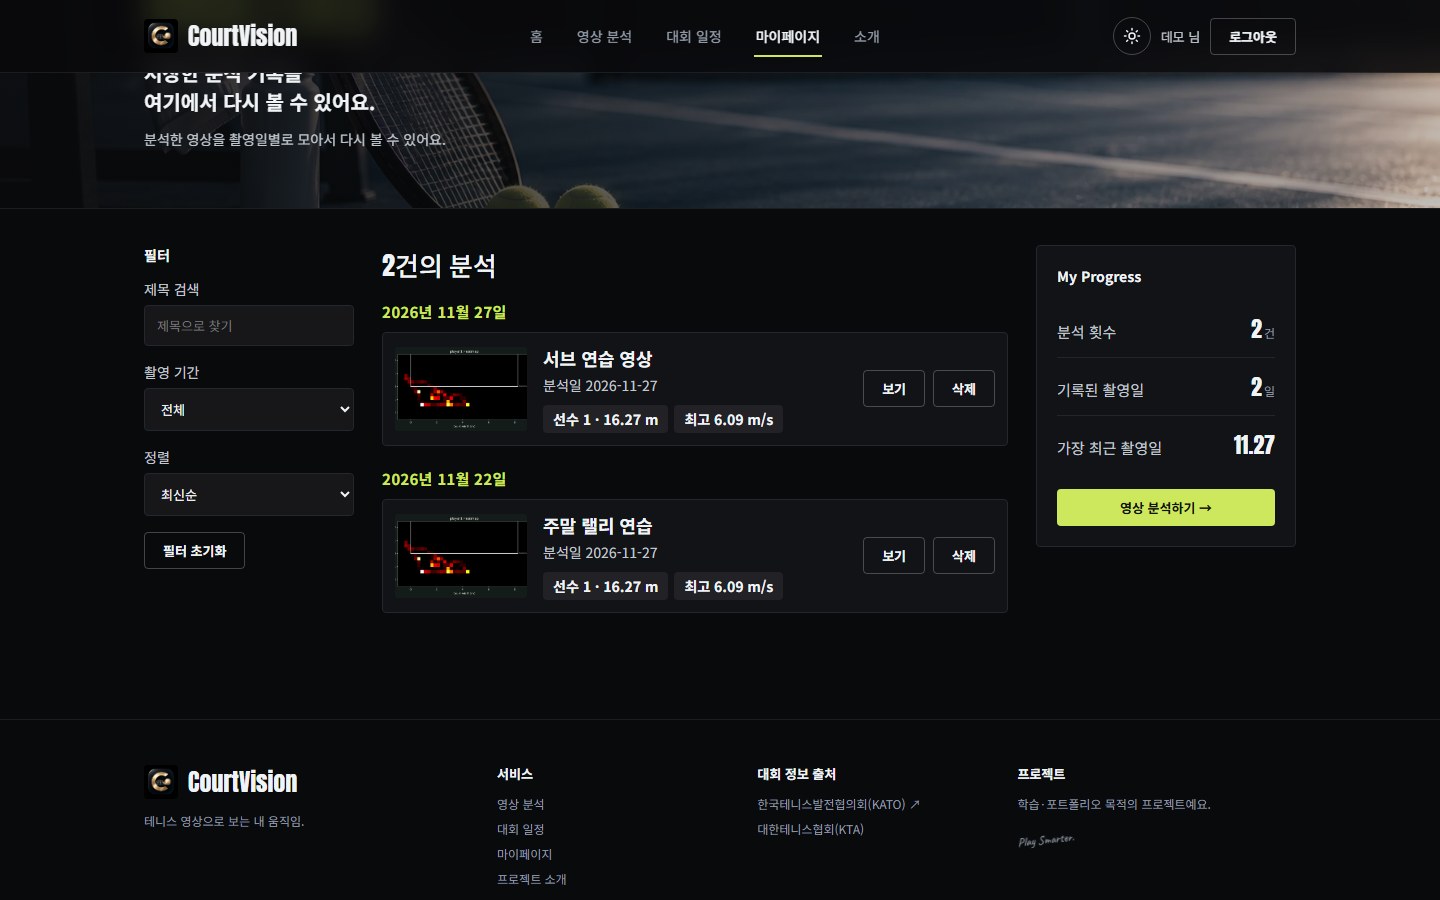 CourtVision
홈
영상 분석
대회 일정
마이페이지
소개
데모 님
로그아웃
저장한 분석 기록을
여기에서 다시 볼 수 있어요.
분석한 영상을 촬영일별로 모아서 다시 볼 수 있어요.
필터
제목 검색
제목으로 찾기
촬영 기간
전체
정렬
최신순
필터 초기화
2건의 분석
2026년 11월 27일
서브 연습 영상
분석일 2026-11-27
선수 1 · 16.27 m
최고 6.09 m/s
보기
삭제
2026년 11월 22일
주말 랠리 연습
분석일 2026-11-27
선수 1 · 16.27 m
최고 6.09 m/s
보기
삭제
My Progress
분석 횟수
2건
기록된 촬영일
2일
가장 최근 촬영일
11.27
영상 분석하기 →
CourtVision
테니스 영상으로 보는 내 움직임.
서비스
영상 분석
대회 일정
마이페이지
프로젝트 소개
대회 정보 출처
한국테니스발전협의회(KATO) ↗
대한테니스협회(KTA)
프로젝트
학습·포트폴리오 목적의 프로젝트예요.
Play Smarter.